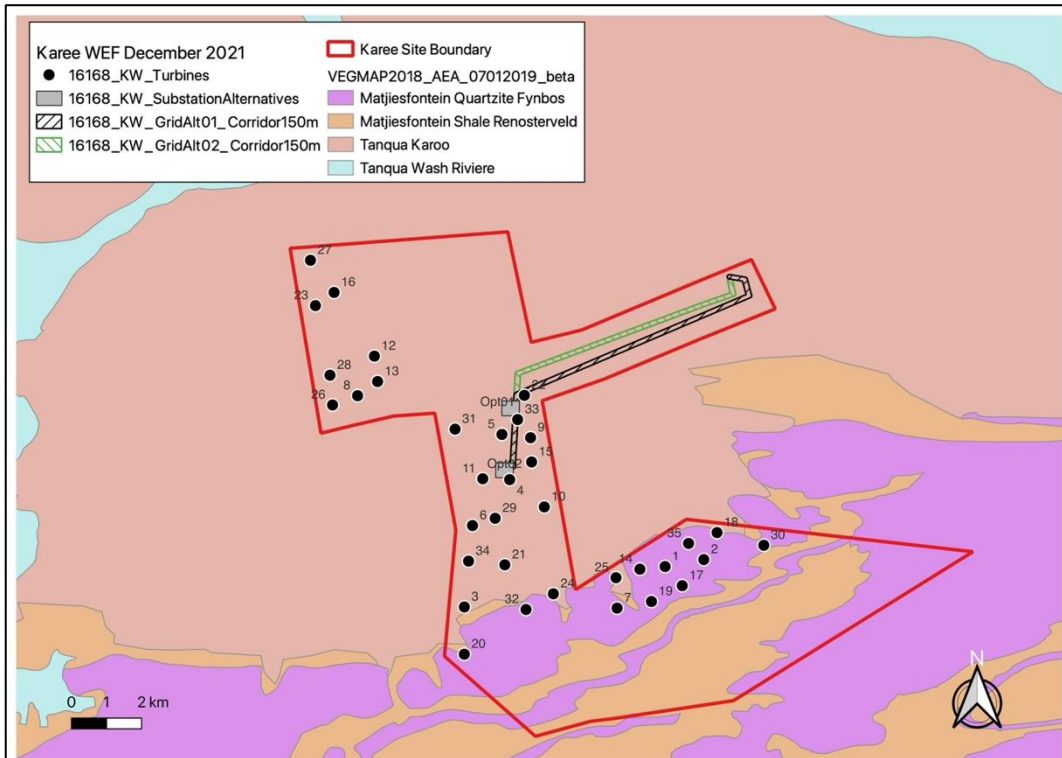 Karee WEF December 2021
16168_KW_Turbines
16168_KW_SubstationAlternatives
16168_KW_GridAlt01_Corridor150m
16168_KW_GridAlt02_Corridor150m
Karee Site Boundary
VEGMAP2018_AEA_07012019_beta
Matjiesfontein Quartzite Fynbos
Matjiesfontein Shale Renosterveld
Tanqua Karoo
Tanqua Wash Riviere
27
16
23
12
28
13
8
26
22
Opt01
33
31
5
9
15
Opt02
11
4
10
29
6
18
35
30
34
21
14
1
2
25
24
17
3
32
7
19
20
N
0 1 2 km